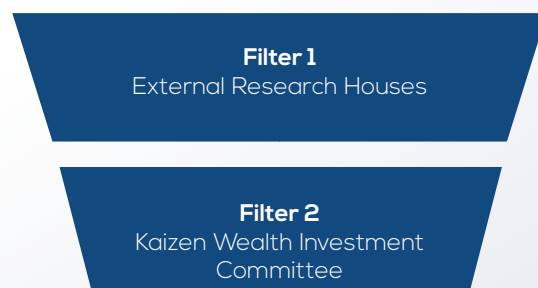 Filter 1
External Research Houses
Filter 2
Kaizen Wealth Investment
Committee